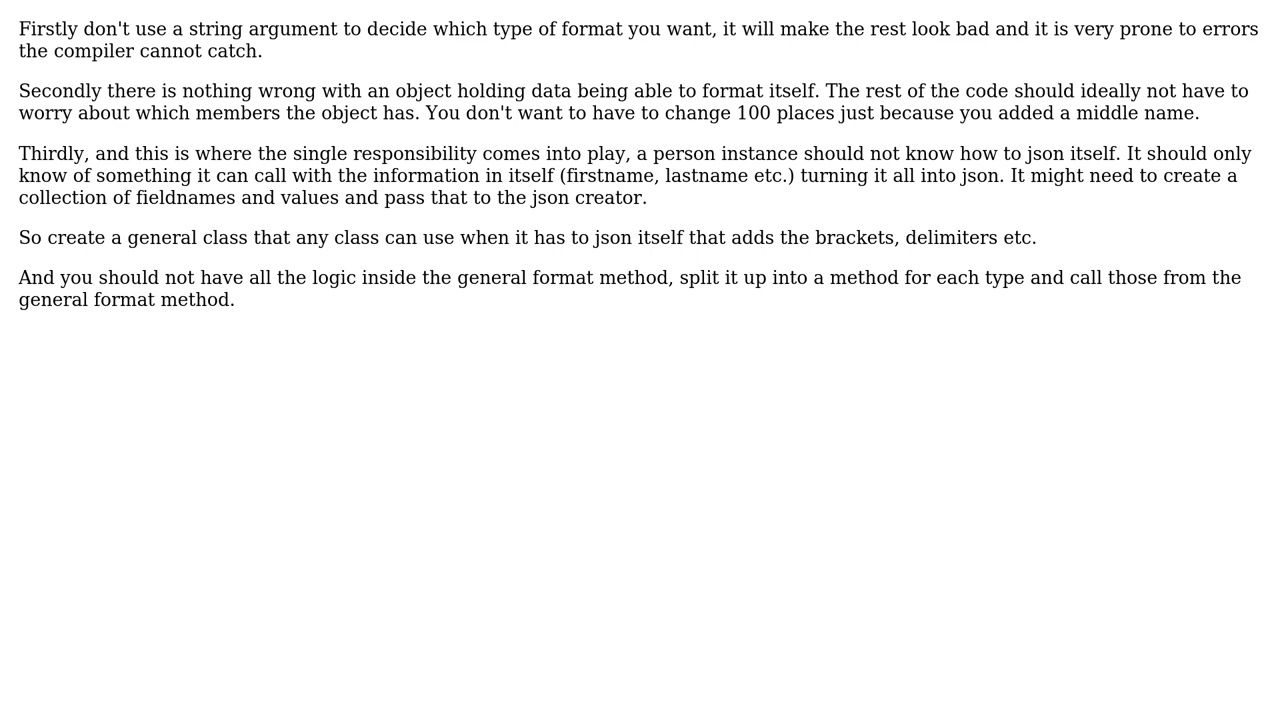 Firstly don't use a string argument to decide which type of format you want, it will make the rest look bad and it is very prone to errors
the compiler cannot catch.
Secondly there is nothing wrong with an object holding data being able to format itself. The rest of the code should ideally not have to
worry about which members the object has. You don't want to have to change 100 places just because you added a middle name.
Thirdly, and this is where the single responsibility comes into play, a person instance should not know how to json itself. It should only
know of something it can call with the information in itself (firstname, lastname etc.) turning it all into json. It might need to create a
collection of fieldnames and values and pass that to the json creator.
So create a general class that any class can use when it has to json itself that adds the brackets, delimiters etc.
And you should not have all the logic inside the general format method, split it up into a method for each type and call those from the
general format method.